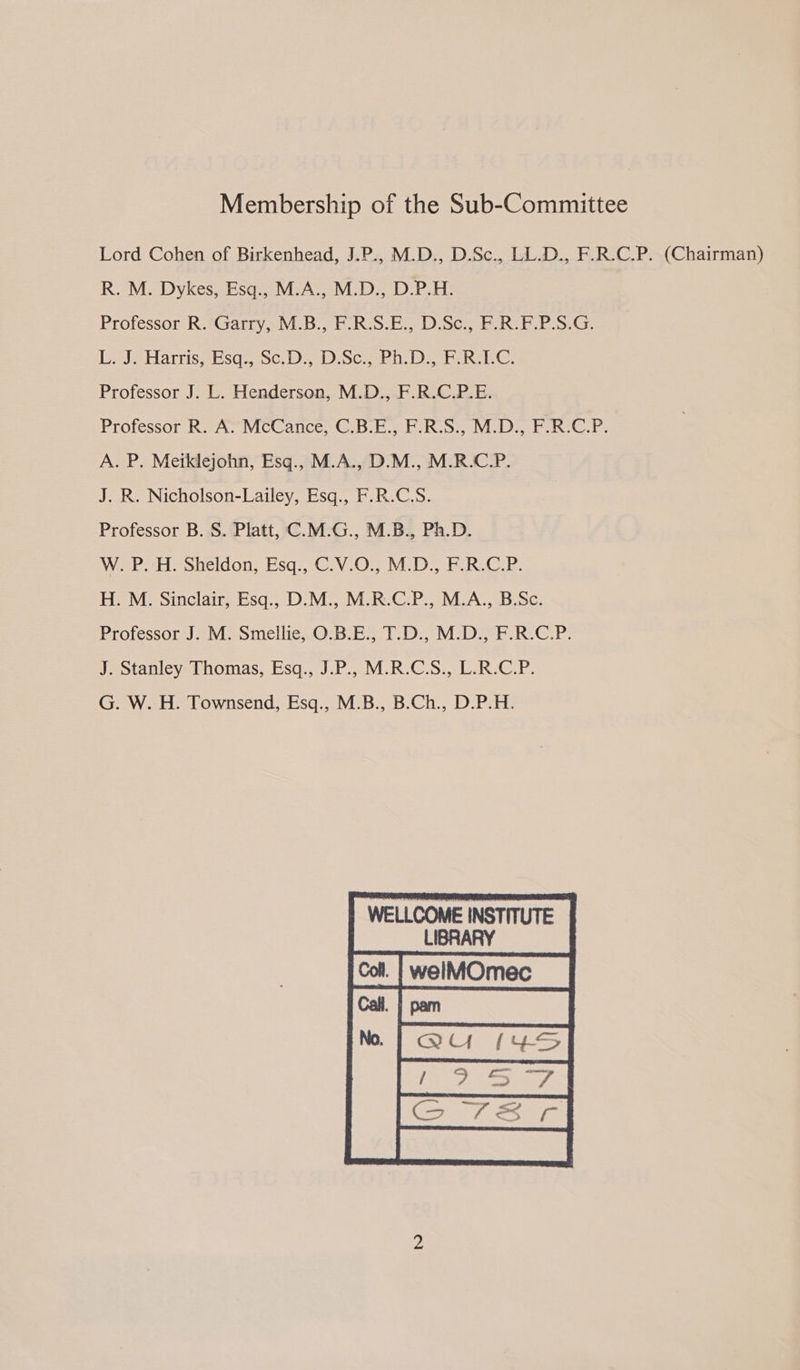 Membership of the Sub-Committee
Lord Cohen of Birkenhead, J.P., M.D., D.Sc., LL.D., F.R.C.P. (Chairman)
R. M. Dykes, Esq., M.A., M.D., D.P.H.
Professor R. Garry, M.B., F.R.S.E., D.Sc., F.R.F.P.S.G.
L. J. Harris, Esq., Sc.D., D.Sc., Ph.D., F.R.I.C.
Professor J. L. Henderson, M.D., F.R.C.P.E.
Professor R. A. McCance, C.B.E., F.R.S., M.D., F.R.C.P.
A. P. Meiklejohn, Esq., M.A., D.M., M.R.C.P.
J. R. Nicholson-Lailey, Esq., F.R.C.S.
Professor B. S. Platt, C.M.G., M.B., Ph.D.
W. P. H. Sheldon, Esq., C.V.O., M.D., F.R.C.P.
H. M. Sinclair, Esq., D.M., M.R.C.P., M.A., B.Sc.
Professor J. M. Smellie, O.B.E., T.D., M.D., F.R.C.P.
J. Stanley Thomas, Esq., J.P., M.R.C.S., L.R.C.P.
G. W. H. Townsend, Esq., M.B., B.Ch., D.P.H.
WELLCOME INSTITUTE
LIBRARY
Coll. welMOmec
Call. pam
No. QU 145
1957
G78r
2